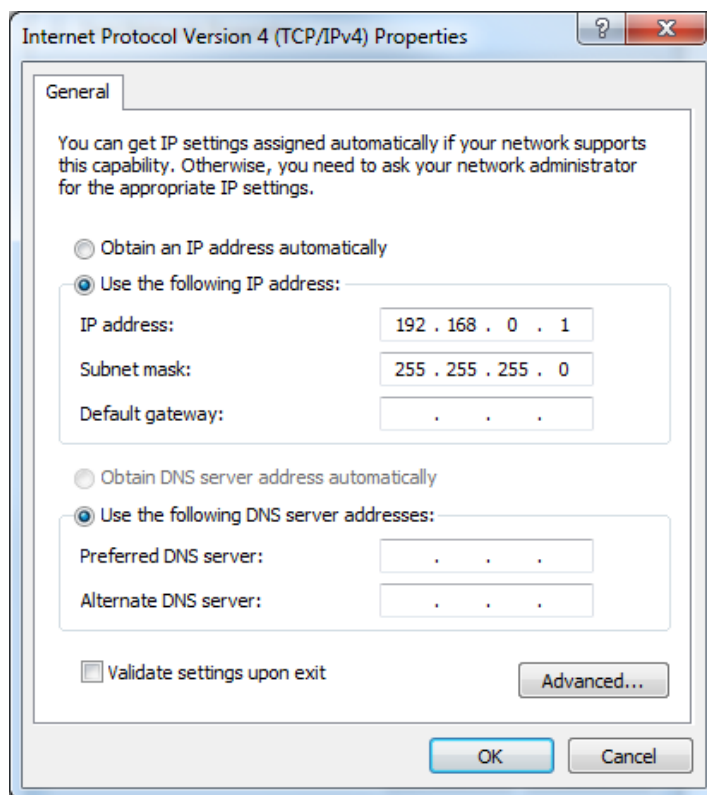 Internet Protocol Version 4 (TCP/IPv4) Properties
General
You can get IP settings assigned automatically if your network supports
this capability. Otherwise, you need to ask your network administrator
for the appropriate IP settings.
Obtain an IP address automatically
Use the following IP address:
IP address: 192 . 168 . 0 . 1
Subnet mask: 255 . 255 . 255 . 0
Default gateway: . . .
Obtain DNS server address automatically
Use the following DNS server addresses:
Preferred DNS server: . . .
Alternate DNS server: . . .
Validate settings upon exit
Advanced...
OK Cancel